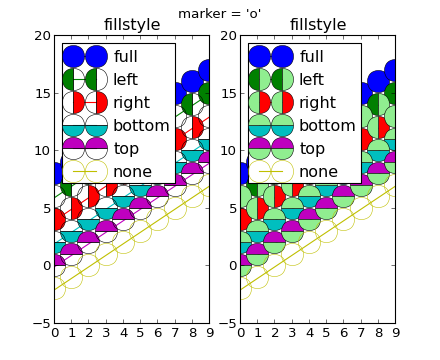 marker = 'o'
fillstyle fillstyle
20 20
full full
left left
15 15
right right
bottom bottom
10 10
top top
none none
5 5
0 0
−5 −5
0 1 2 3 4 5 6 7 8 9 0 1 2 3 4 5 6 7 8 9